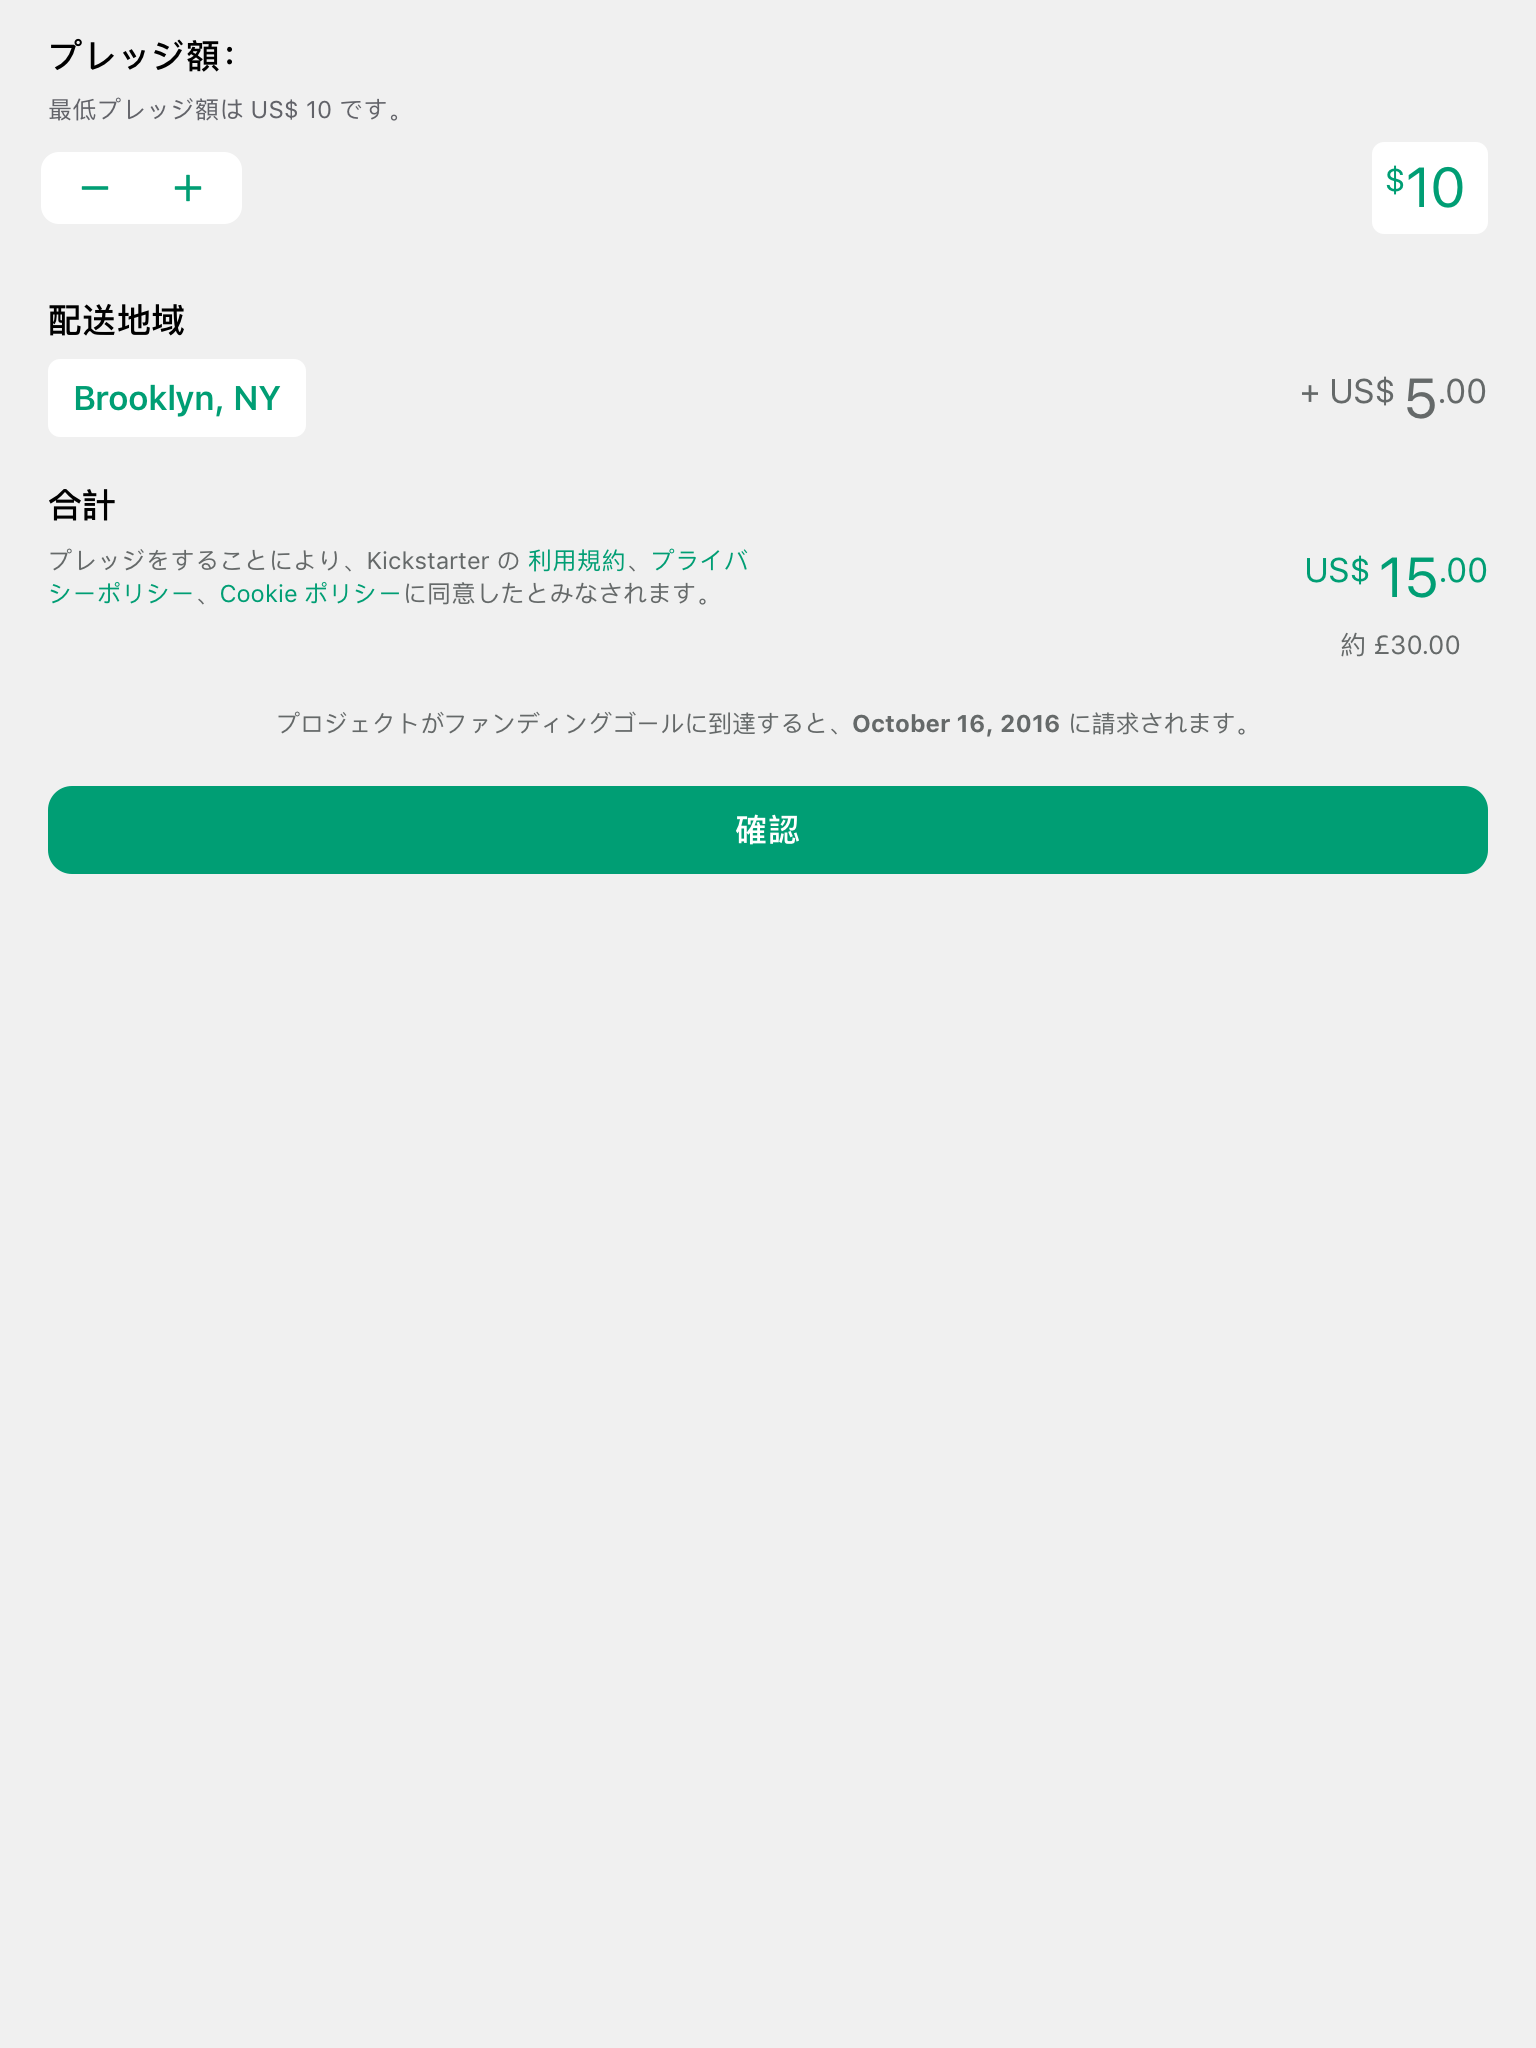 プレッジ額：
最低プレッジ額は US$ 10 です。
− +
$10
配送地域
Brooklyn, NY
+ US$ 5.00
合計
プレッジをすることにより、Kickstarter の 利用規約、プライバ
シーポリシー、Cookie ポリシーに同意したとみなされます。
US$ 15.00
約 £30.00
プロジェクトがファンディングゴールに到達すると、October 16, 2016 に請求されます。
確認